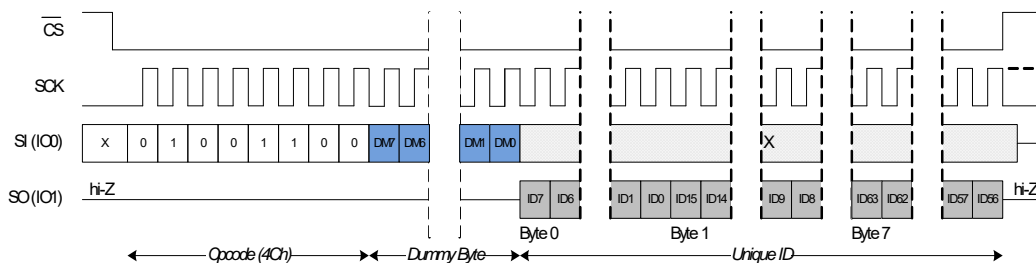 CS
SCK
SI (IO0) X 0 1 0 0 1 1 0 0 DM7 DM6 DM1 DM0 X
hi-Z hi-Z
SO (IO1) ID7 ID6 ID1 ID0 ID15 ID14 ID9 ID8 ID63 ID62 ID57 ID56
Byte 0 Byte 1 Byte 7
Opcode (4Ch) Dummy Byte Unique ID